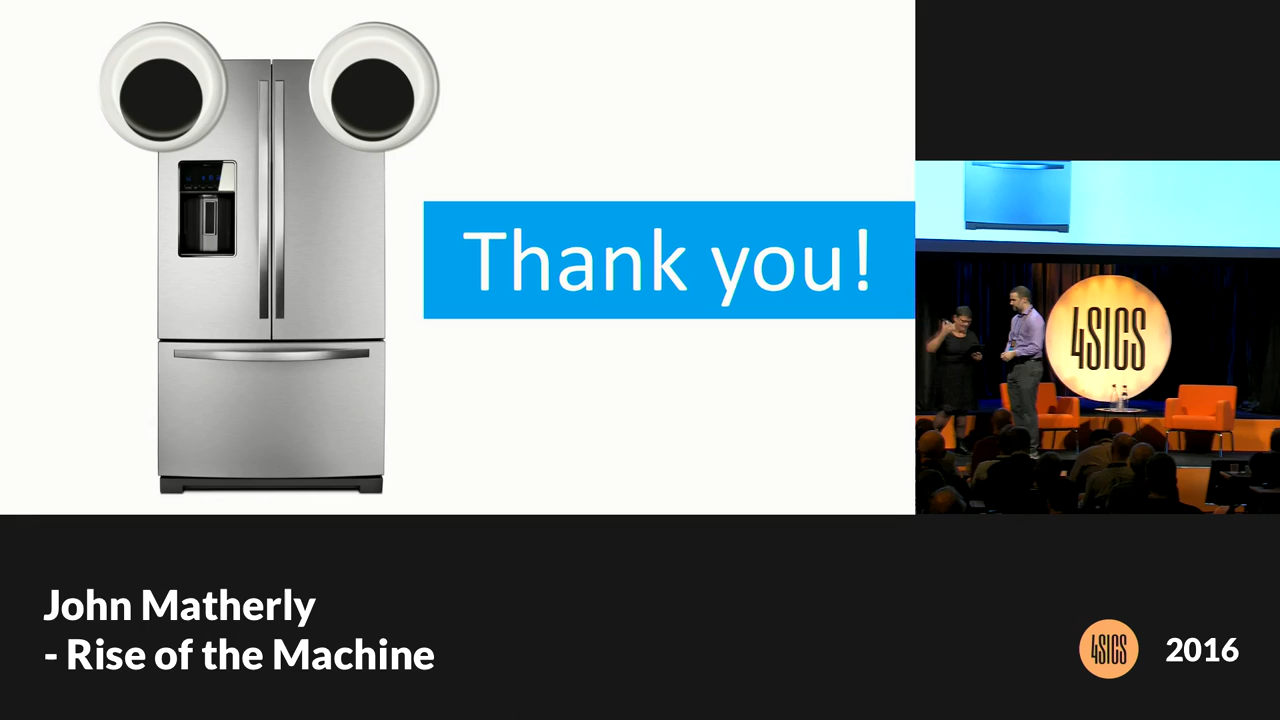 Thank you!
4SICS
John Matherly
- Rise of the Machine
4SICS
2016